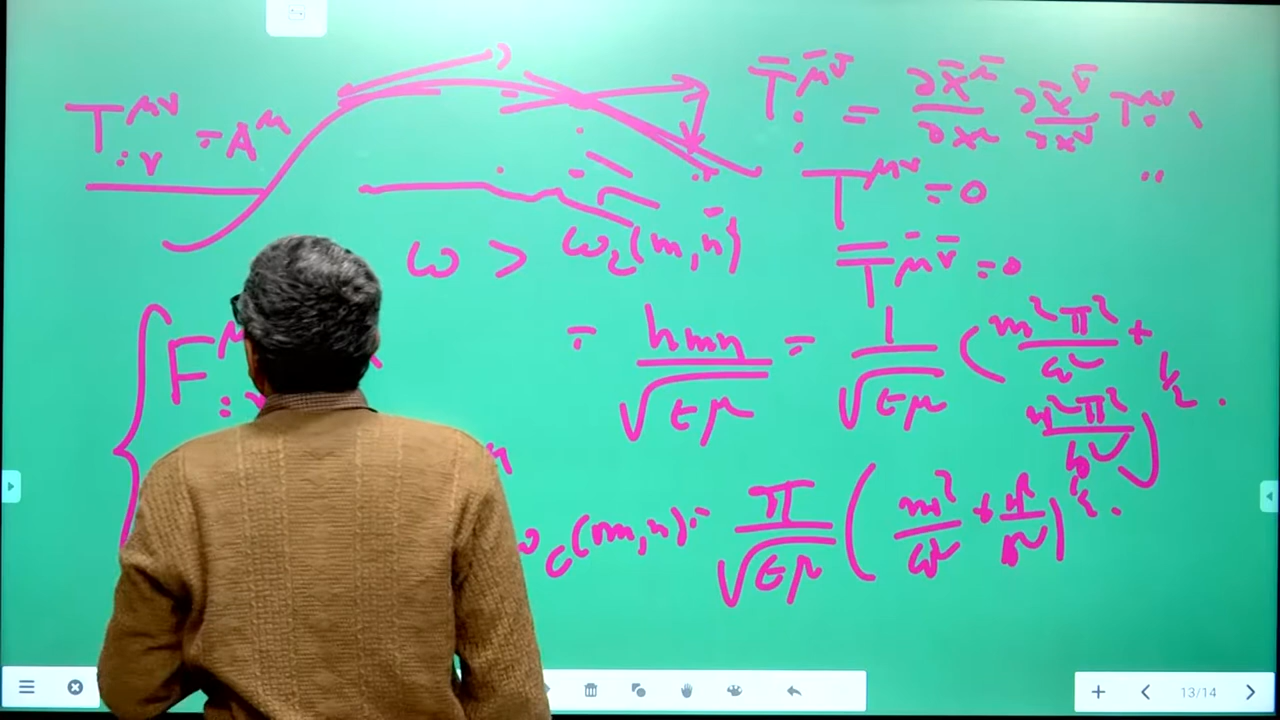 T^{μν}_{:ν} = A^μ
T̄^{μ̄ν̄} = ∂x̄^μ̄/∂x^μ ∂x̄^ν̄/∂x^ν T^{μν}
T^{μν} = 0
ω > ω_c(m,n)
T̄^{μ̄ν̄} = 0
= h_{mn}/√(εμ) = 1/√(εμ) (m²π²/a² + n²π²/b²)^{1/2}.
F^μ
ω_c(m,n) = π/√(εμ) (m²/a² + n²/b²)^{1/2}.
13/14